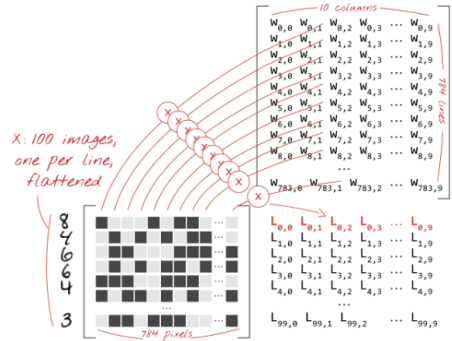 10 columns
W0,0 W0,1 W0,2 W0,3 ... W0,9
W1,0 W1,1 W1,2 W1,3 ... W1,9
W2,0 W2,1 W2,2 W2,3 ... W2,9
W3,0 W3,1 W3,2 W3,3 ... W3,9
W4,0 W4,1 W4,2 W4,3 ... W4,9
W5,0 W5,1 W5,2 W5,3 ... W5,9
W6,0 W6,1 W6,2 W6,3 ... W6,9
W7,0 W7,1 W7,2 W7,3 ... W7,9
W8,0 W8,1 W8,2 W8,3 ... W8,9
...
W783,0 W783,1 W783,2 ... W783,9
784 lines
x
x
x
x
x
x
x
x
x
X: 100 images,
one per line,
flattened
8
4
6
6
4
3
...
784 pixels
L0,0 L0,1 L0,2 L0,3 ... L0,9
L1,0 L1,1 L1,2 L1,3 ... L1,9
L2,0 L2,1 L2,2 L2,3 ... L2,9
L3,0 L3,1 L3,2 L3,3 ... L3,9
L4,0 L4,1 L4,2 L4,3 ... L4,9
...
L99,0 L99,1 L99,2 ... L99,9